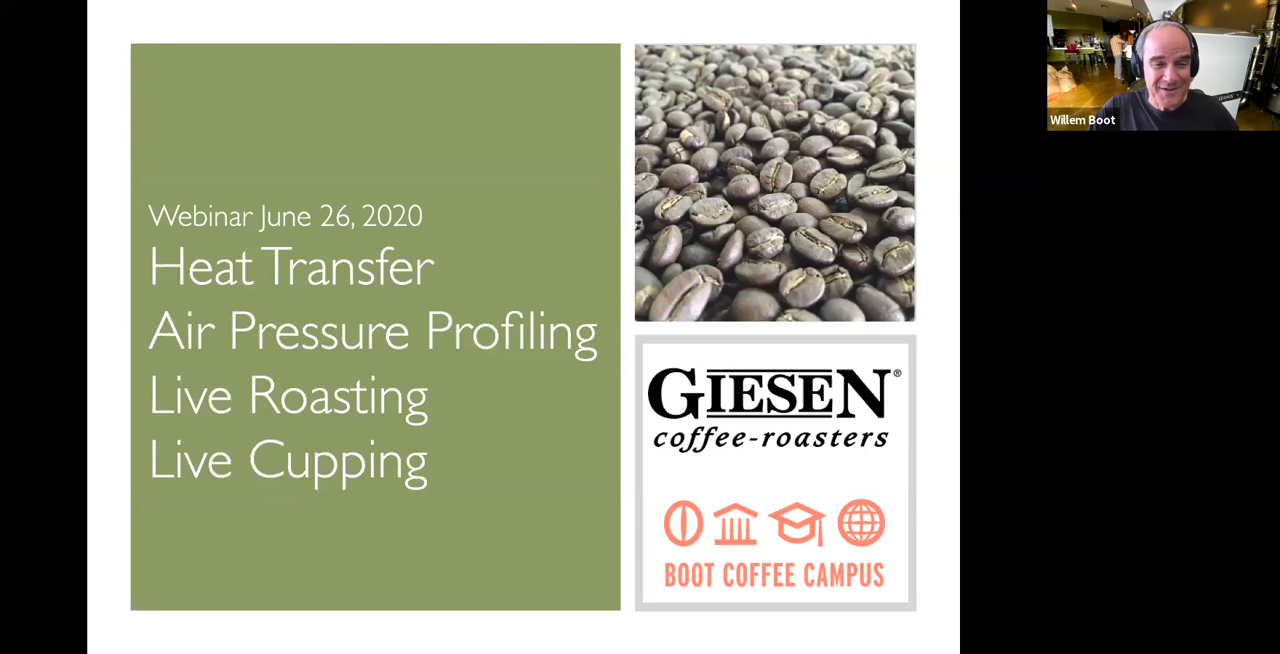 Webinar June 26, 2020
Heat Transfer
Air Pressure Profiling
Live Roasting
Live Cupping
GIESEN®
coffee-roasters
BOOT COFFEE CAMPUS
Willem Boot